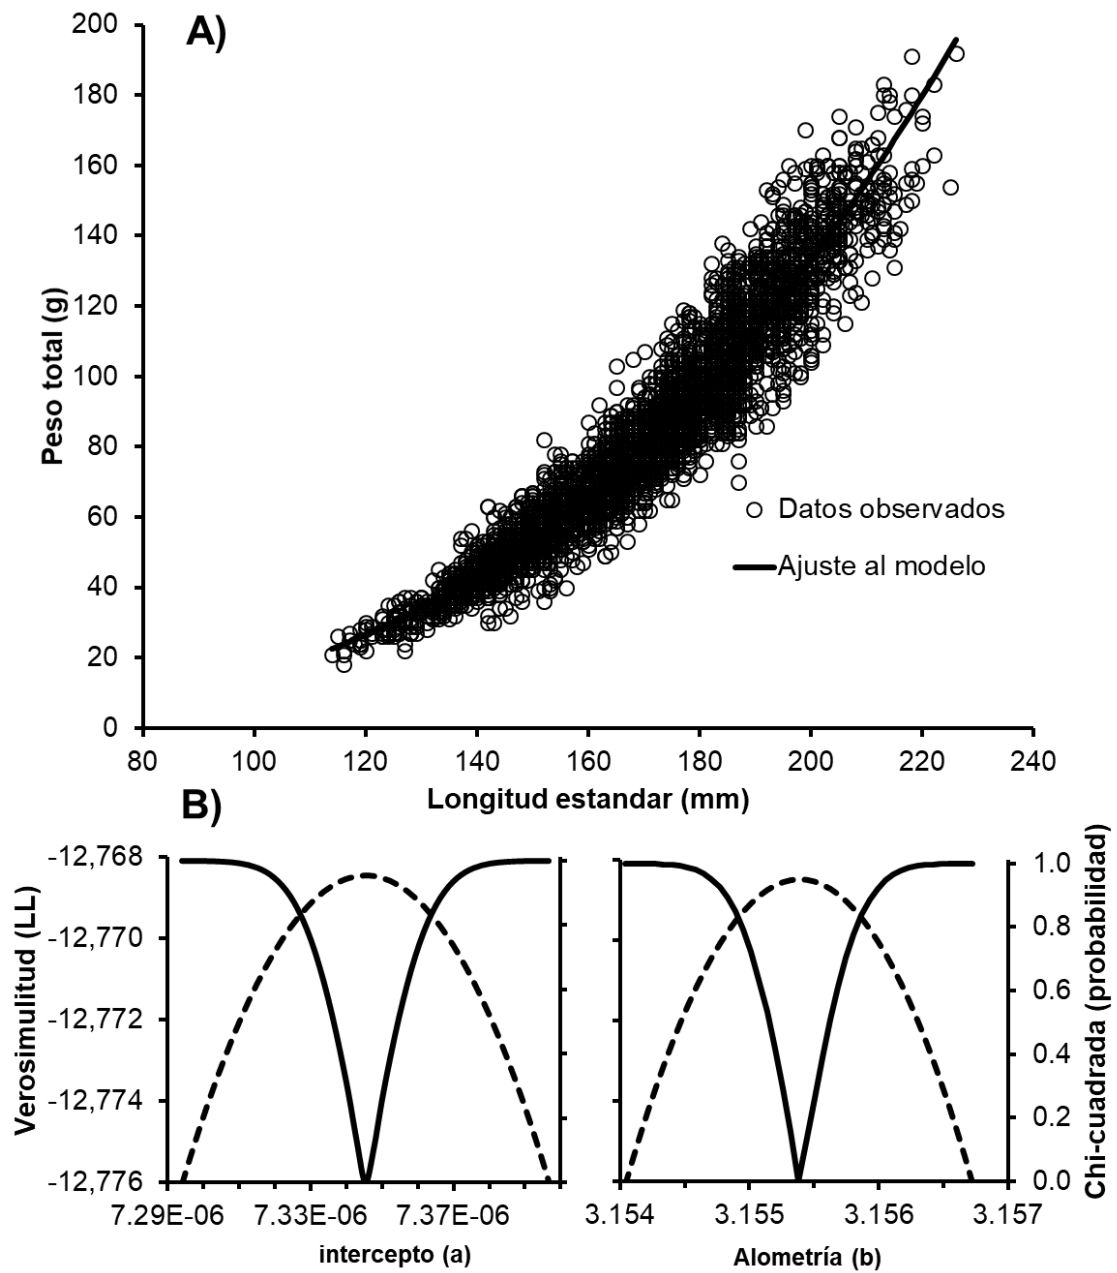 A)
200
180
160
140
120
100
80
60
40
20
0
Peso total (g)
Datos observados
Ajuste al modelo
80 100 120 140 160 180 200 220 240
Longitud estandar (mm)
B)
-12,768
-12,770
-12,772
-12,774
-12,776
Verosimulitud (LL)
7.29E-06 7.33E-06 7.37E-06
intercepto (a)
1.0
0.8
0.6
0.4
0.2
0.0
Chi-cuadrada (probabilidad)
3.154 3.155 3.156 3.157
Alometría (b)